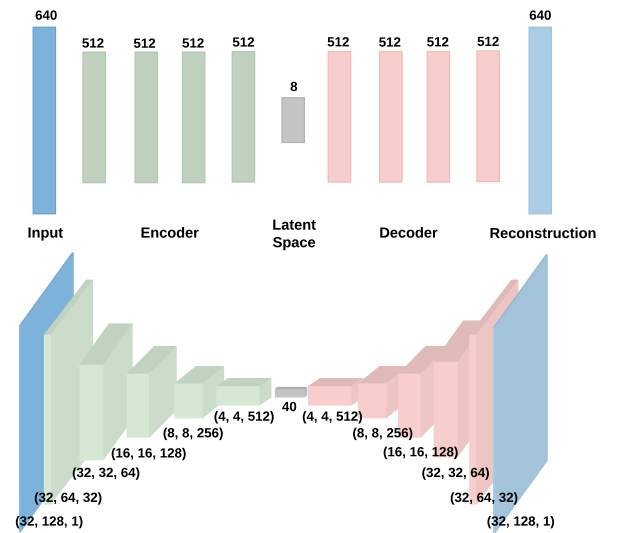 640 640
512 512 512 512 512 512 512 512
8
Input Encoder Latent Space Decoder Reconstruction
40
(4, 4, 512) (4, 4, 512)
(8, 8, 256) (8, 8, 256)
(16, 16, 128) (16, 16, 128)
(32, 32, 64) (32, 32, 64)
(32, 64, 32) (32, 64, 32)
(32, 128, 1) (32, 128, 1)